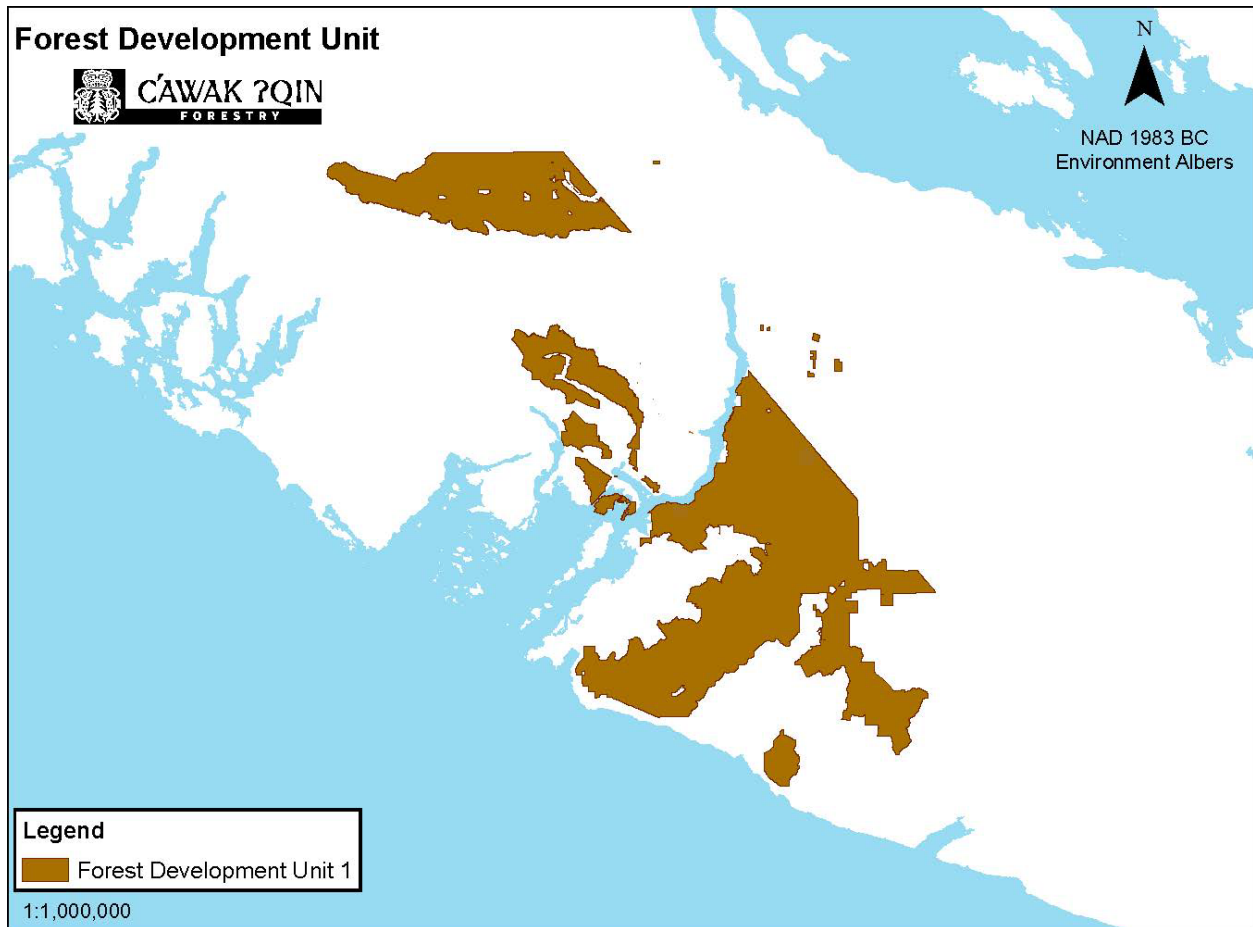 Forest Development Unit
C̓AWAK ʔQIN
FORESTRY
N
NAD 1983 BC
Environment Albers
Legend
Forest Development Unit 1
1:1,000,000